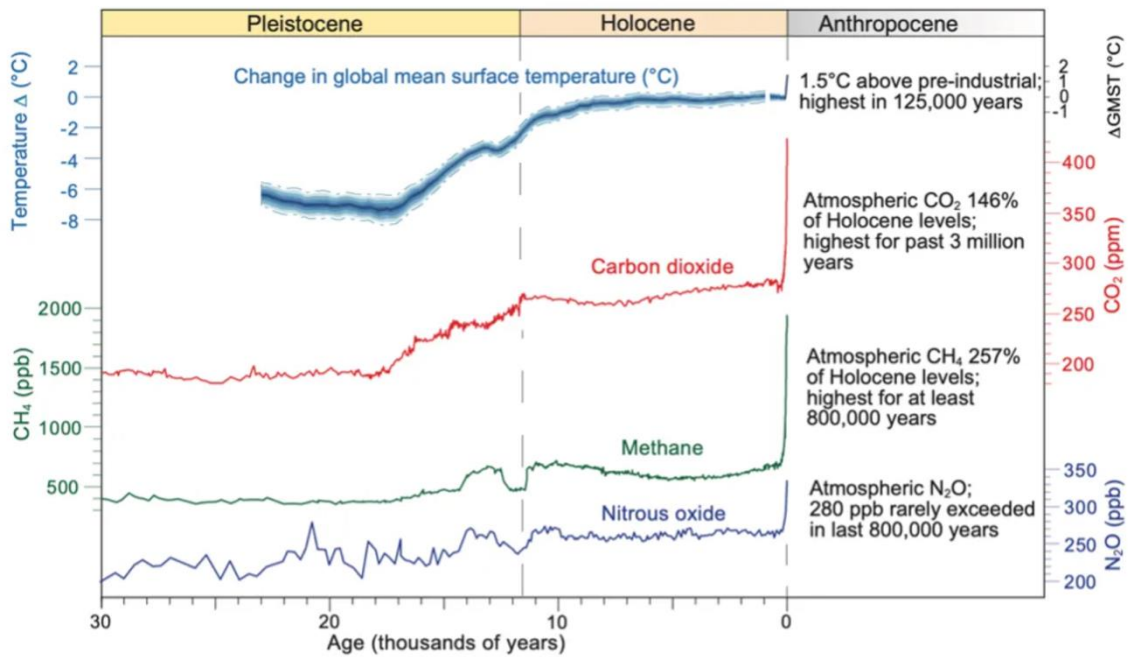 Pleistocene
Holocene
Anthropocene
Temperature Δ (°C)
2
0
-2
-4
-6
-8
Change in global mean surface temperature (°C)
2
1
0
-1
ΔGMST (°C)
1.5°C above pre-industrial;
highest in 125,000 years
400
350
300
250
200
CO₂ (ppm)
Atmospheric CO₂ 146%
of Holocene levels;
highest for past 3 million
years
Carbon dioxide
2000
1500
1000
500
CH₄ (ppb)
Atmospheric CH₄ 257%
of Holocene levels;
highest for at least
800,000 years
Methane
350
300
250
200
N₂O (ppb)
Atmospheric N₂O;
280 ppb rarely exceeded
in last 800,000 years
Nitrous oxide
30
20
10
0
Age (thousands of years)